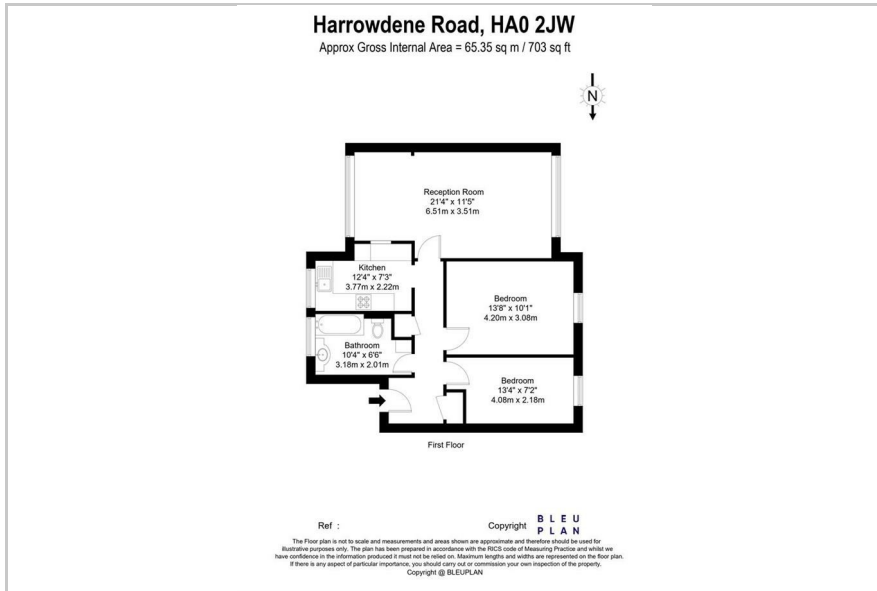 Harrowdene Road, HA0 2JW
Approx Gross Internal Area = 65.35 sq m / 703 sq ft
N
Reception Room
21'4" x 11'5"
6.51m x 3.51m
Kitchen
12'4" x 7'3"
3.77m x 2.22m
Bedroom
13'8" x 10'1"
4.20m x 3.08m
Bathroom
10'4" x 6'6"
3.18m x 2.01m
Bedroom
13'4" x 7'2"
4.08m x 2.18m
First Floor
Ref :
Copyright
BLEU
PLAN
The Floor plan is not to scale and measurements and areas shown are approximate and therefore should be used for
illustrative purposes only. The plan has been prepared in accordance with the RICS code of Measuring Practice and whilst we
have confidence in the information produced it must not be relied on. Maximum lengths and widths are represented on the floor plan.
If there is any aspect of particular importance, you should carry out or commission your own inspection of the property.
Copyright @ BLEUPLAN